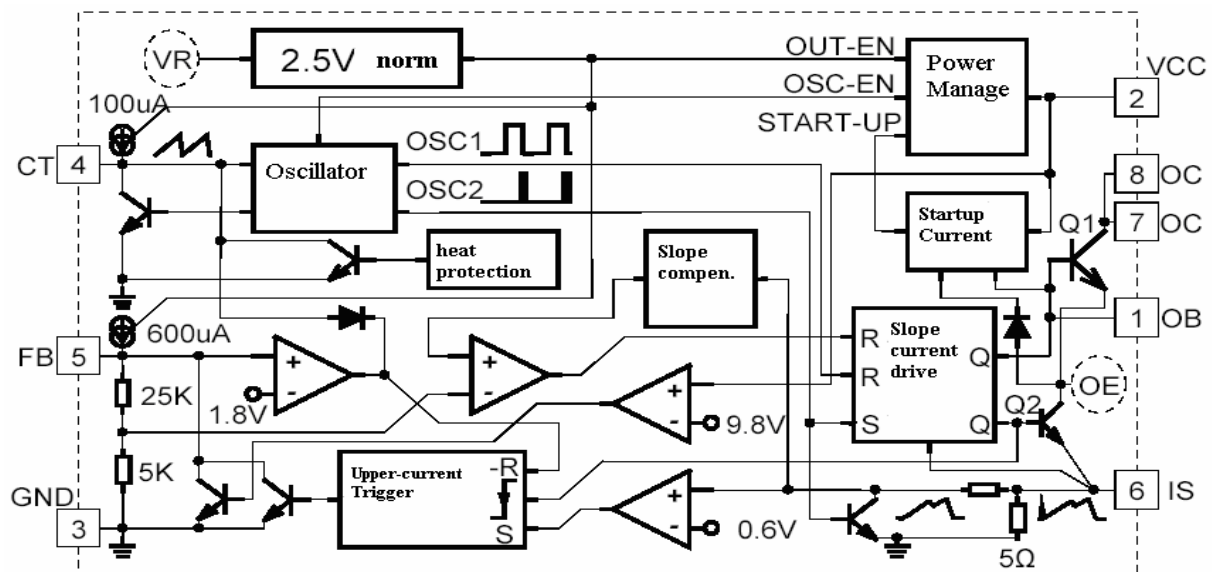 VR
2.5V norm
OUT-EN
OSC-EN
START-UP
Power
Manage
VCC
2
100uA
CT 4
Oscillator
OSC1
OSC2
8 OC
7 OC
Startup
Current
Q1
heat
protection
Slope
compen.
600uA
1 OB
FB 5
+
-
1.8V
+
-
+
-
9.8V
R
R
S
Slope
current
drive
Q
Q
OE
Q2
25K
5K
GND
3
Upper-current
Trigger
-R
S
+
-
0.6V
6 IS
5Ω